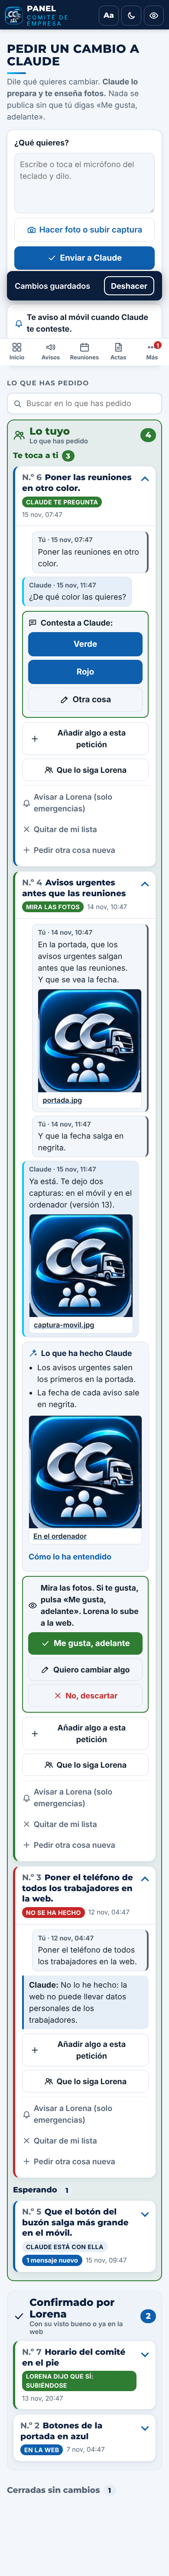 PANEL
COMITÉ DE
EMPRESA
Aa
PEDIR UN CAMBIO A
CLAUDE
Dile qué quieres cambiar. Claude lo
prepara y te enseña fotos. Nada se
publica sin que tú digas «Me gusta,
adelante».
¿Qué quieres?
Escribe o toca el micrófono del
teclado y dilo.
Hacer foto o subir captura
Enviar a Claude
Cambios guardados
Deshacer
Te aviso al móvil cuando Claude
te conteste.
Inicio
Avisos
Reuniones
Actas
Más
1
LO QUE HAS PEDIDO
Buscar en lo que has pedido
Lo tuyo
Lo que has pedido
4
Te toca a ti 3
N.º 6 Poner las reuniones
en otro color.
CLAUDE TE PREGUNTA
15 nov, 07:47
Tú · 15 nov, 07:47
Poner las reuniones en otro
color.
Claude · 15 nov, 11:47
¿De qué color las quieres?
Contesta a Claude:
Verde
Rojo
Otra cosa
Añadir algo a esta
petición
Que lo siga Lorena
Avisar a Lorena (solo
emergencias)
Quitar de mi lista
Pedir otra cosa nueva
N.º 4 Avisos urgentes
antes que las reuniones
MIRA LAS FOTOS 14 nov, 10:47
Tú · 14 nov, 10:47
En la portada, que los
avisos urgentes salgan
antes que las reuniones.
Y que se vea la fecha.
CC
portada.jpg
Tú · 14 nov, 11:47
Y que la fecha salga en
negrita.
Claude · 15 nov, 11:47
Ya está. Te dejo dos
capturas: en el móvil y en el
ordenador (versión 13).
CC
captura-movil.jpg
Lo que ha hecho Claude
• Los avisos urgentes salen
los primeros en la portada.
• La fecha de cada aviso sale
en negrita.
CC
En el ordenador
Cómo lo ha entendido
Mira las fotos. Si te gusta,
pulsa «Me gusta,
adelante». Lorena lo sube
a la web.
Me gusta, adelante
Quiero cambiar algo
No, descartar
Añadir algo a esta
petición
Que lo siga Lorena
Avisar a Lorena (solo
emergencias)
Quitar de mi lista
Pedir otra cosa nueva
N.º 3 Poner el teléfono de
todos los trabajadores en
la web.
NO SE HA HECHO 12 nov, 04:47
Tú · 12 nov, 04:47
Poner el teléfono de todos
los trabajadores en la web.
Claude: No lo he hecho: la
web no puede llevar datos
personales de los
trabajadores.
Añadir algo a esta
petición
Que lo siga Lorena
Avisar a Lorena (solo
emergencias)
Quitar de mi lista
Pedir otra cosa nueva
Esperando 1
N.º 5 Que el botón del
buzón salga más grande
en el móvil.
CLAUDE ESTÁ CON ELLA
1 mensaje nuevo 15 nov, 09:47
Confirmado por
Lorena
Con su visto bueno o ya en la
web
2
N.º 7 Horario del comité
en el pie
LORENA DIJO QUE SÍ:
SUBIÉNDOSE
13 nov, 20:47
N.º 2 Botones de la
portada en azul
EN LA WEB 7 nov, 04:47
Cerradas sin cambios 1